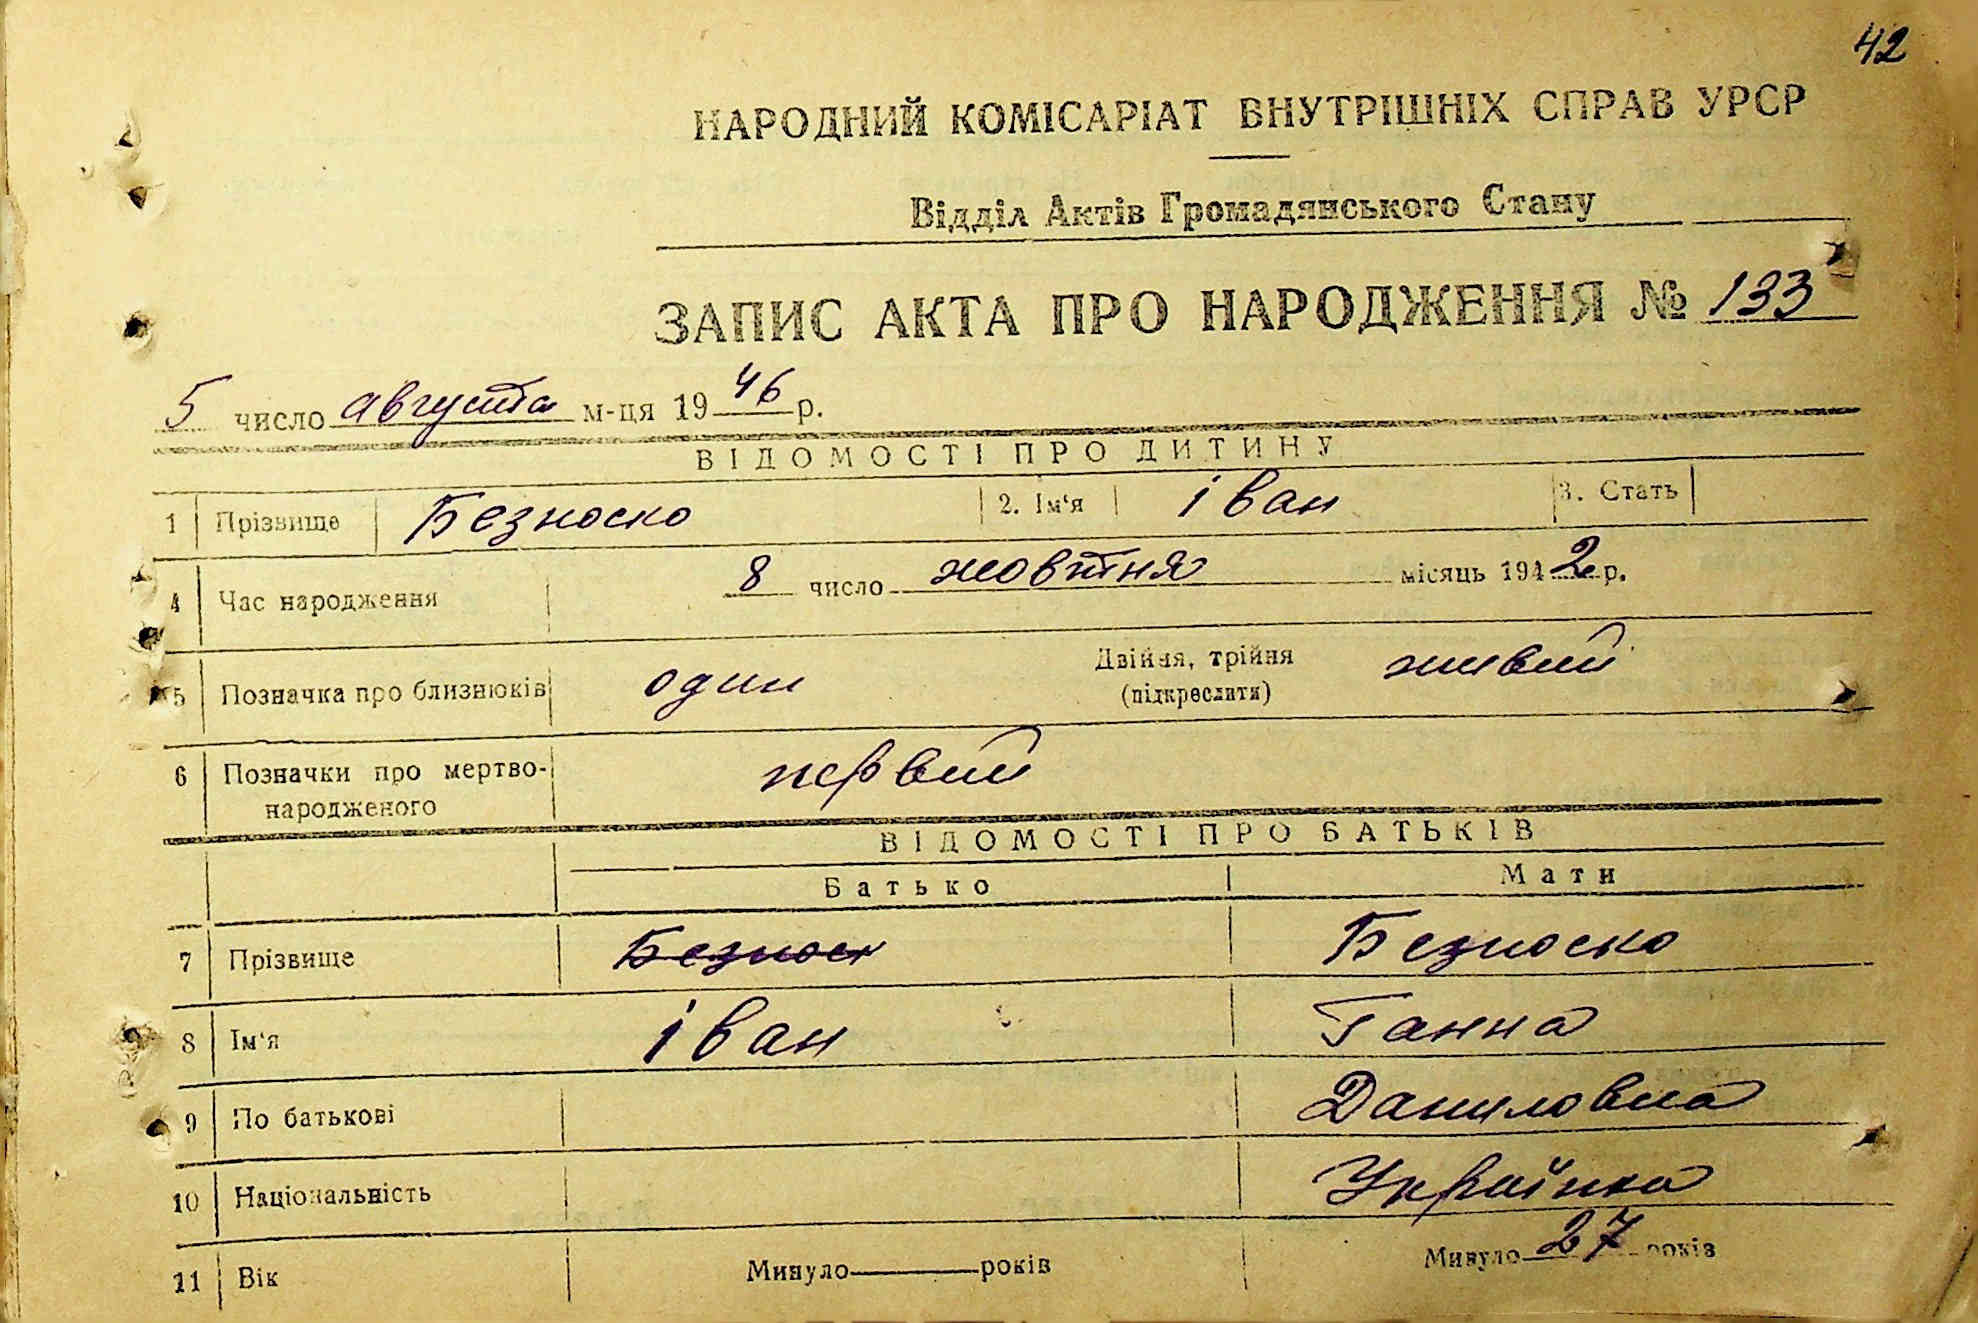 42
НАРОДНИЙ КОМІСАРІАТ ВНУТРІШНІХ СПРАВ УРСР
Відділ Актів Громадянського Стану
ЗАПИС АКТА ПРО НАРОДЖЕННЯ № 133
5 число августа м-ця 1946 р.
ВІДОМОСТІ ПРО ДИТИНУ
1 Прізвище Безноско 2. Ім'я іван 3. Стать
4 Час народження 8 число жовтня місяць 1942 р.
5 Позначка про близнюків один Двійня, трійня (підкреслити) живий
6 Позначки про мертво-
народженого первий
ВІДОМОСТІ ПРО БАТЬКІВ
Батько Мати
7 Прізвище Безноск Безноско
8 Ім'я іван Ганна
9 По батькові Даниловна
10 Національність Українка
11 Вік Минуло років Минуло 27 років